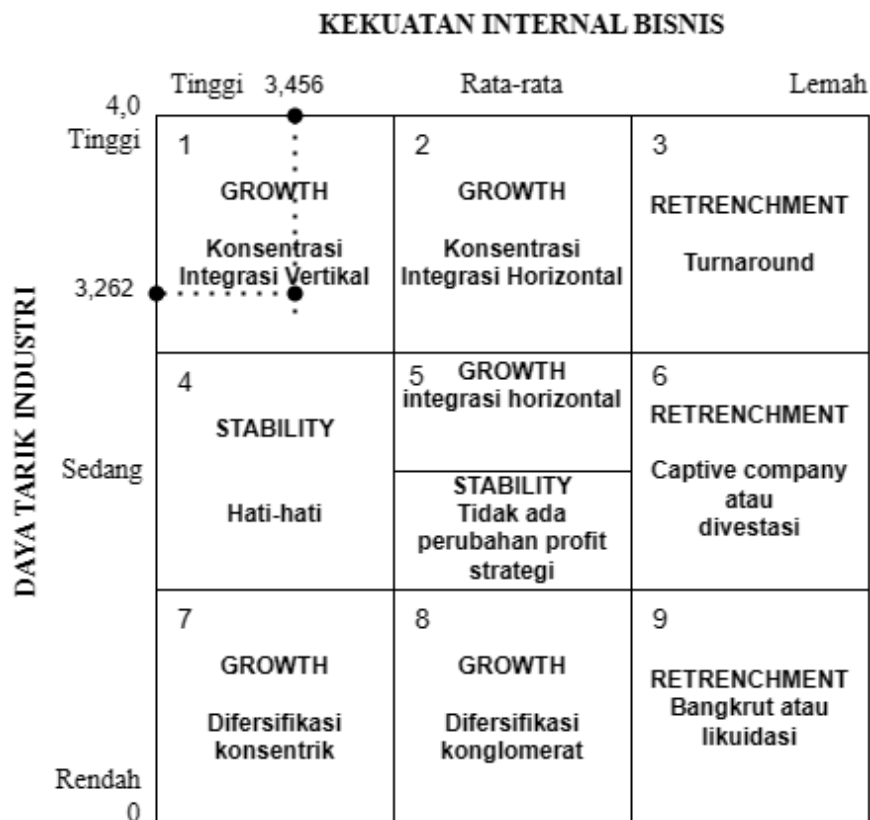 KEKUATAN INTERNAL BISNIS
Tinggi 3,456 Rata-rata Lemah
4,0
Tinggi
3,262
DAYA TARIK INDUSTRI
Sedang
Rendah
0
1
GROWTH
Konsentrasi
Integrasi Vertikal
2
GROWTH
Konsentrasi
Integrasi Horizontal
3
RETRENCHMENT
Turnaround
4
STABILITY
Hati-hati
5
GROWTH
integrasi horizontal
STABILITY
Tidak ada
perubahan profit
strategi
6
RETRENCHMENT
Captive company
atau
divestasi
7
GROWTH
Difersifikasi
konsentrik
8
GROWTH
Difersifikasi
konglomerat
9
RETRENCHMENT
Bangkrut atau
likuidasi